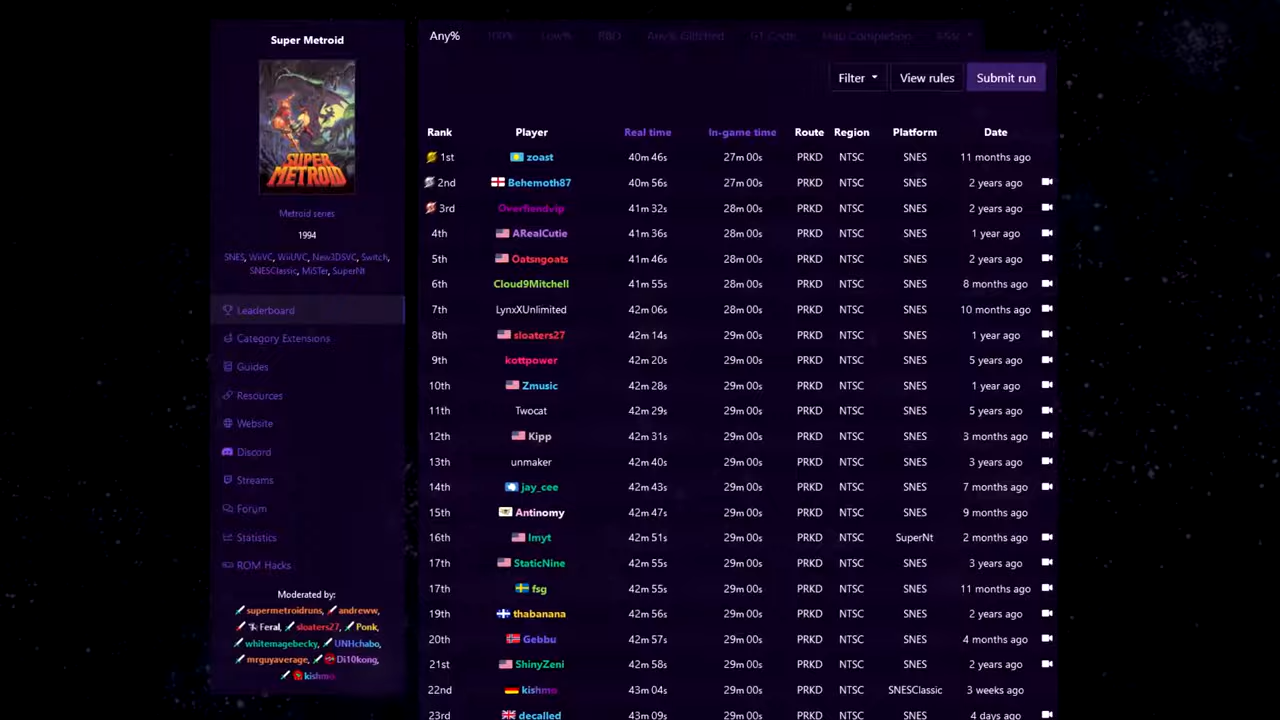 Super Metroid
SUPER
METROID
Metroid series
1994
SNES, WiiVC, WiiUVC, New3DSVC, Switch,
SNESClassic, MiSTer, SuperNt
Leaderboard
Category Extensions
Guides
Resources
Website
Discord
Streams
Forum
Statistics
ROM Hacks
Moderated by:
supermetroidruns, andreww,
Feral, sloaters27, Ponk,
whitemagebecky, UNHchabo,
mrguyaverage, Di10kong,
kishmo
Any% 100% Low% RBO Any% Glitched GT Code Map Completion Misc
Filter View rules Submit run
Rank Player Real time In-game time Route Region Platform Date
1st zoast 40m 46s 27m 00s PRKD NTSC SNES 11 months ago
2nd Behemoth87 40m 56s 27m 00s PRKD NTSC SNES 2 years ago
3rd Overfiendvip 41m 32s 28m 00s PRKD NTSC SNES 2 years ago
4th ARealCutie 41m 36s 28m 00s PRKD NTSC SNES 1 year ago
5th Oatsngoats 41m 46s 28m 00s PRKD NTSC SNES 2 years ago
6th Cloud9Mitchell 41m 55s 28m 00s PRKD NTSC SNES 8 months ago
7th LynxXUnlimited 42m 06s 28m 00s PRKD NTSC SNES 10 months ago
8th sloaters27 42m 14s 29m 00s PRKD NTSC SNES 1 year ago
9th kottpower 42m 20s 29m 00s PRKD NTSC SNES 5 years ago
10th Zmusic 42m 28s 29m 00s PRKD NTSC SNES 1 year ago
11th Twocat 42m 29s 29m 00s PRKD NTSC SNES 5 years ago
12th Kipp 42m 31s 29m 00s PRKD NTSC SNES 3 months ago
13th unmaker 42m 40s 29m 00s PRKD NTSC SNES 3 years ago
14th jay_cee 42m 43s 29m 00s PRKD NTSC SNES 7 months ago
15th Antinomy 42m 47s 29m 00s PRKD NTSC SNES 9 months ago
16th Imyt 42m 51s 29m 00s PRKD NTSC SuperNt 2 months ago
17th StaticNine 42m 55s 29m 00s PRKD NTSC SNES 3 years ago
17th fsg 42m 55s 29m 00s PRKD NTSC SNES 11 months ago
19th thabanana 42m 56s 29m 00s PRKD NTSC SNES 2 years ago
20th Gebbu 42m 57s 29m 00s PRKD NTSC SNES 4 months ago
21st ShinyZeni 42m 58s 29m 00s PRKD NTSC SNES 2 years ago
22nd kishmo 43m 04s 29m 00s PRKD NTSC SNESClassic 3 weeks ago
23rd decalled 43m 09s 29m 00s PRKD NTSC SNES 4 days ago